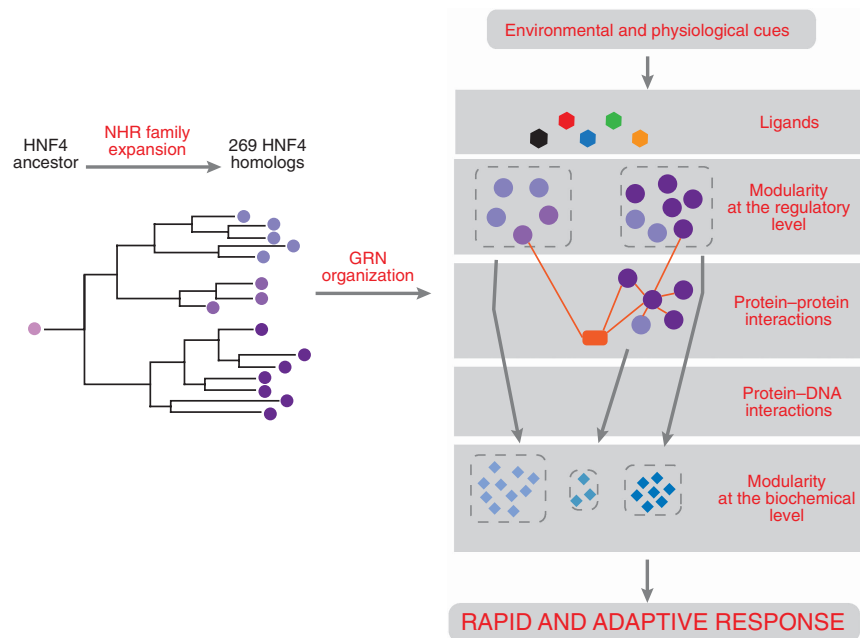 HNF4
ancestor
NHR family
expansion
269 HNF4
homologs
GRN
organization
Environmental and physiological cues
Ligands
Modularity
at the regulatory
level
Protein–protein
interactions
Protein–DNA
interactions
Modularity
at the biochemical
level
RAPID AND ADAPTIVE RESPONSE